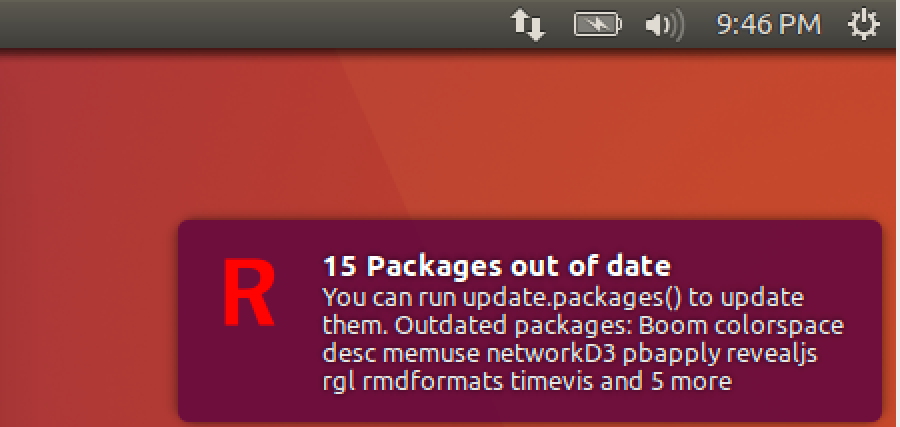 9:46 PM
R
15 Packages out of date
You can run update.packages() to update
them. Outdated packages: Boom colorspace
desc memuse networkD3 pbapply revealjs
rgl rmdformats timevis and 5 more